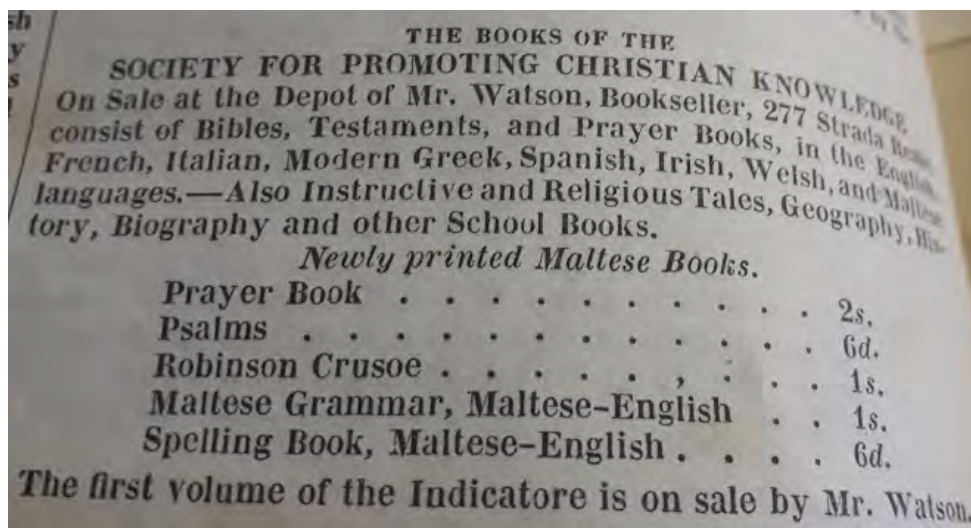 THE BOOKS OF THE
SOCIETY FOR PROMOTING CHRISTIAN KNOWLEDGE
On Sale at the Depot of Mr. Watson, Bookseller, 277 Strada Reale,
consist of Bibles, Testaments, and Prayer Books, in the English,
French, Italian, Modern Greek, Spanish, Irish, Welsh, and Maltese
languages.—Also Instructive and Religious Tales, Geography, His-
tory, Biography and other School Books.
Newly printed Maltese Books.
Prayer Book . . . . . . . . . . . 2s.
Psalms . . . . . . . . . . . . . 6d.
Robinson Crusoe . . . . . , . . . 1s.
Maltese Grammar, Maltese-English . . 1s.
Spelling Book, Maltese-English . . . . 6d.
The first volume of the Indicatore is on sale by Mr. Watson.